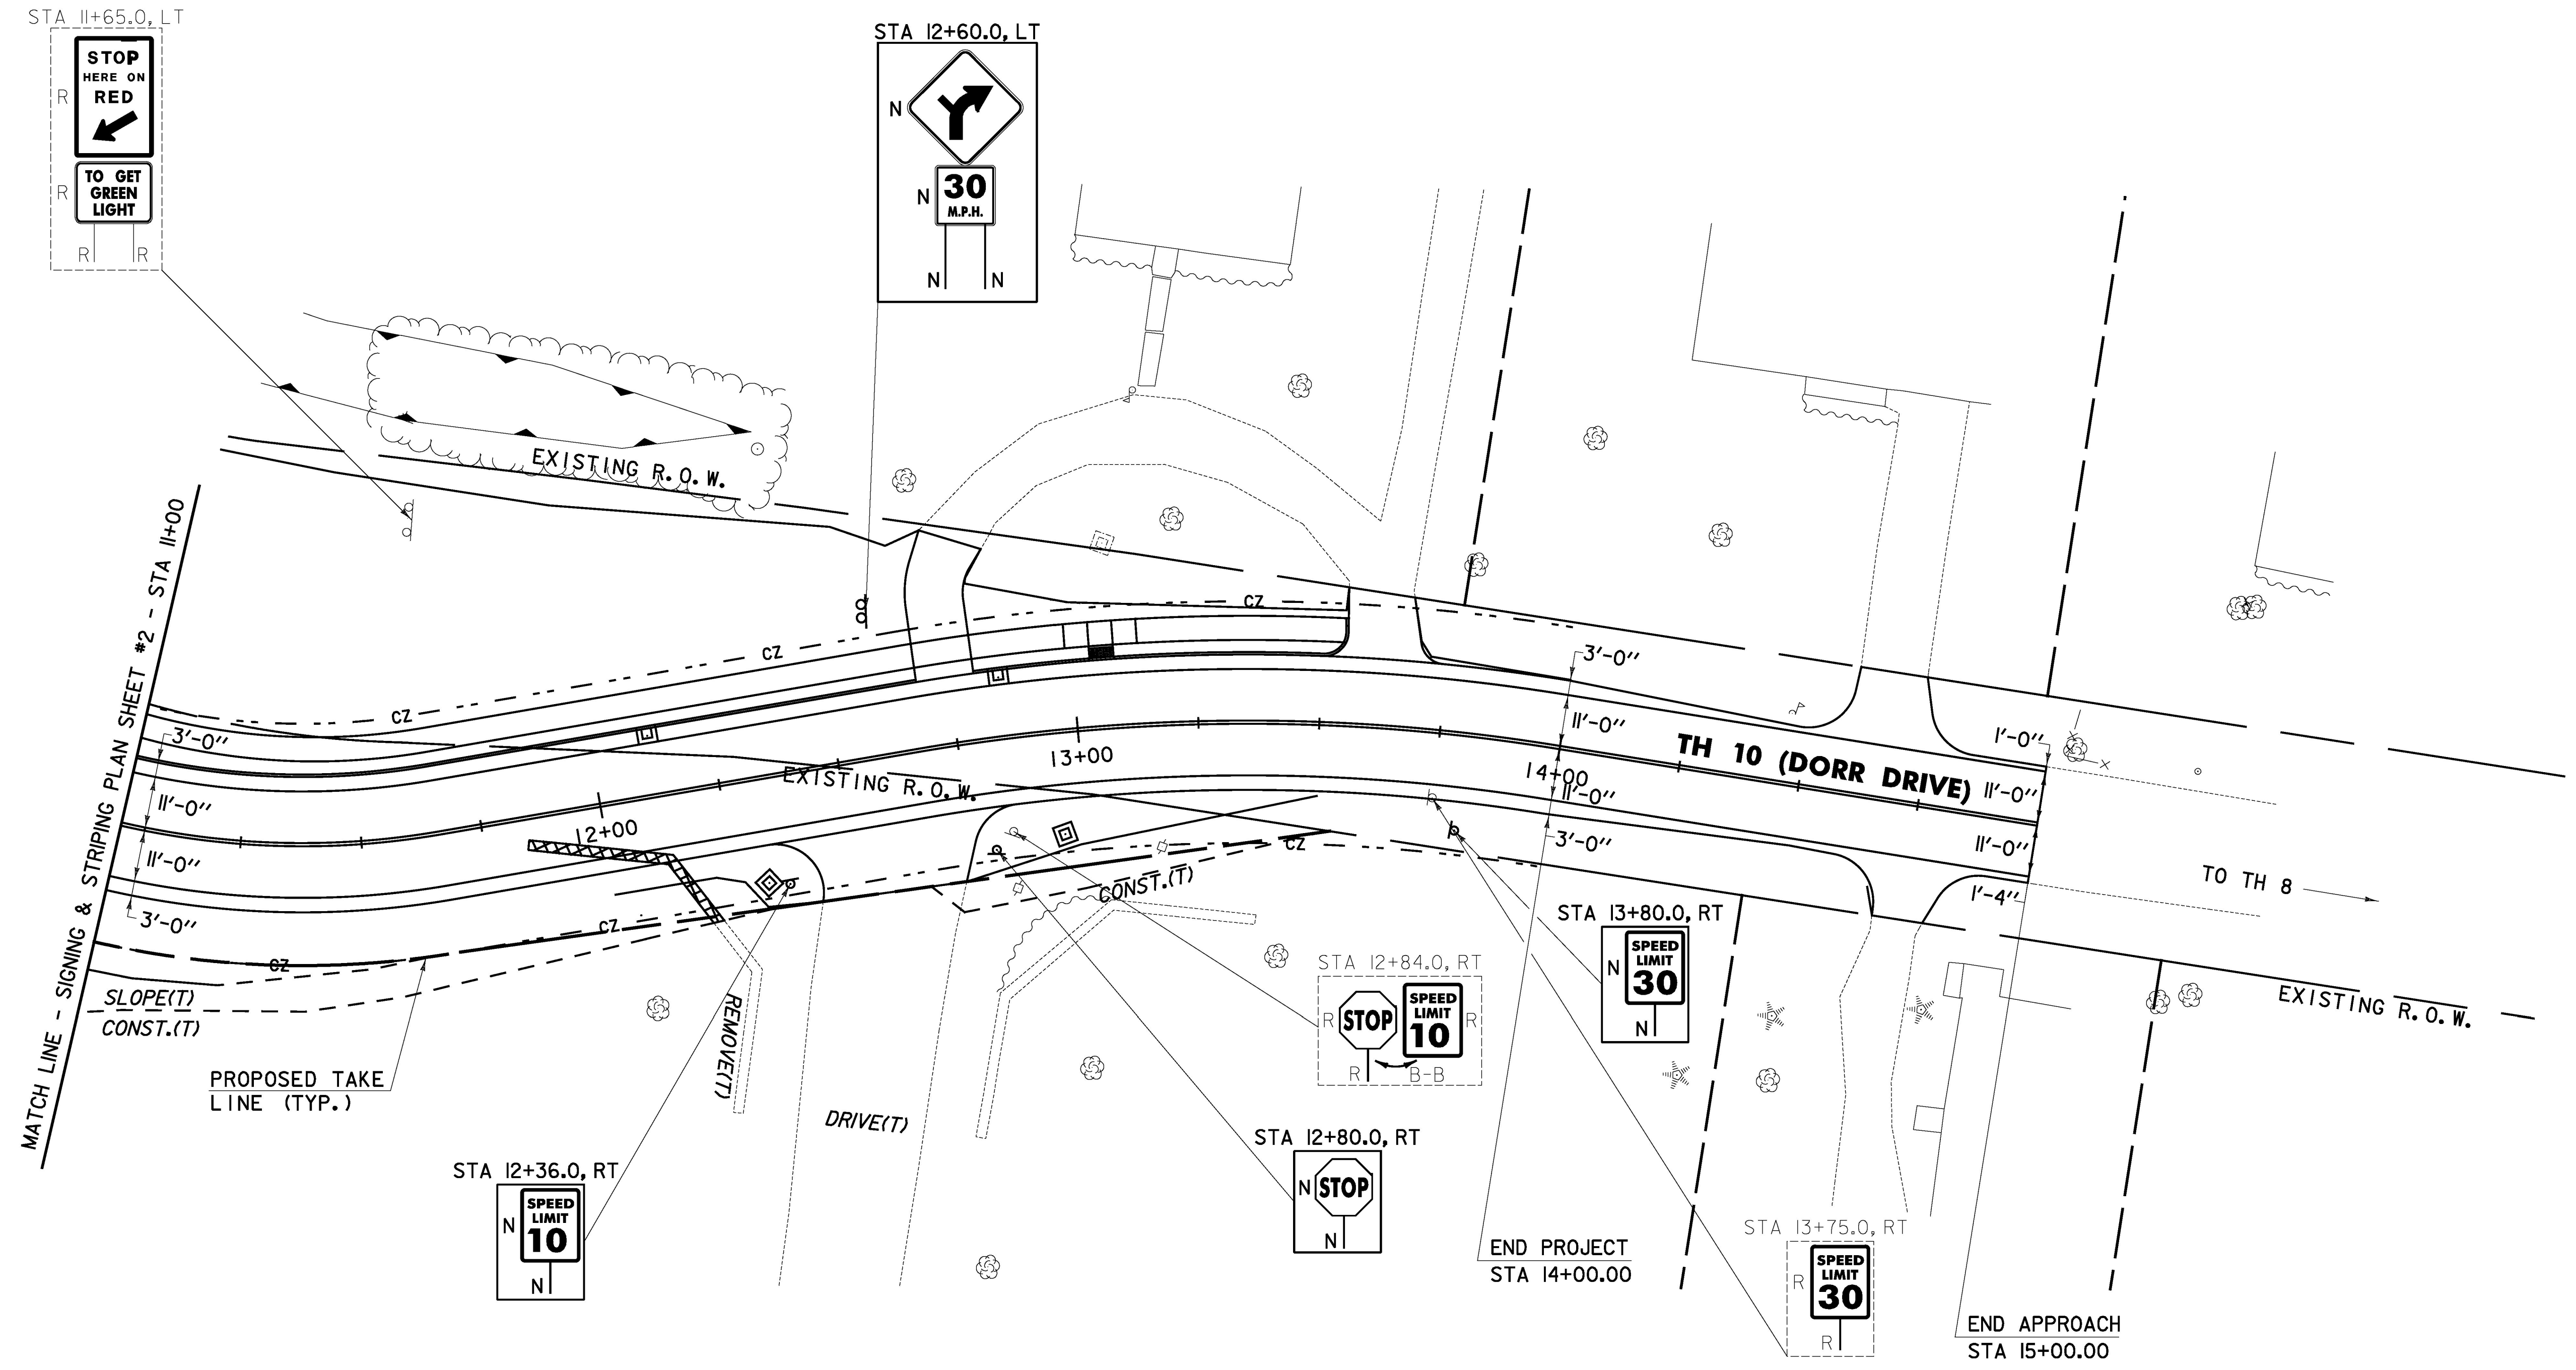 STA 11+65.0, LT
STOP
HERE ON
RED
R
TO GET
GREEN
LIGHT
R
R
R
STA 12+60.0, LT
N
30
M.P.H.
N
N
N
EXISTING R.O.W.
MATCH LINE - SIGNING & STRIPING PLAN SHEET #2 - STA 11+00
CZ
CZ
CZ
3'-0"
11'-0"
11'-0"
3'-0"
12+00
EXISTING R.O.W.
13+00
3'-0"
11'-0"
14+00
11'-0"
3'-0"
TH 10 (DORR DRIVE)
1'-0"
11'-0"
11'-0"
1'-4"
TO TH 8
CZ
CZ
CZ
CONST.(T)
SLOPE(T)
CONST.(T)
PROPOSED TAKE
LINE (TYP.)
REMOVE(T)
DRIVE(T)
EXISTING R.O.W.
STA 13+80.0, RT
SPEED
LIMIT
30
N
N
STA 12+84.0, RT
R
STOP
SPEED
LIMIT
10
R
R
B-B
STA 12+80.0, RT
N
STOP
N
STA 12+36.0, RT
SPEED
LIMIT
10
N
N
END PROJECT
STA 14+00.00
STA 13+75.0, RT
SPEED
LIMIT
30
R
R
END APPROACH
STA 15+00.00